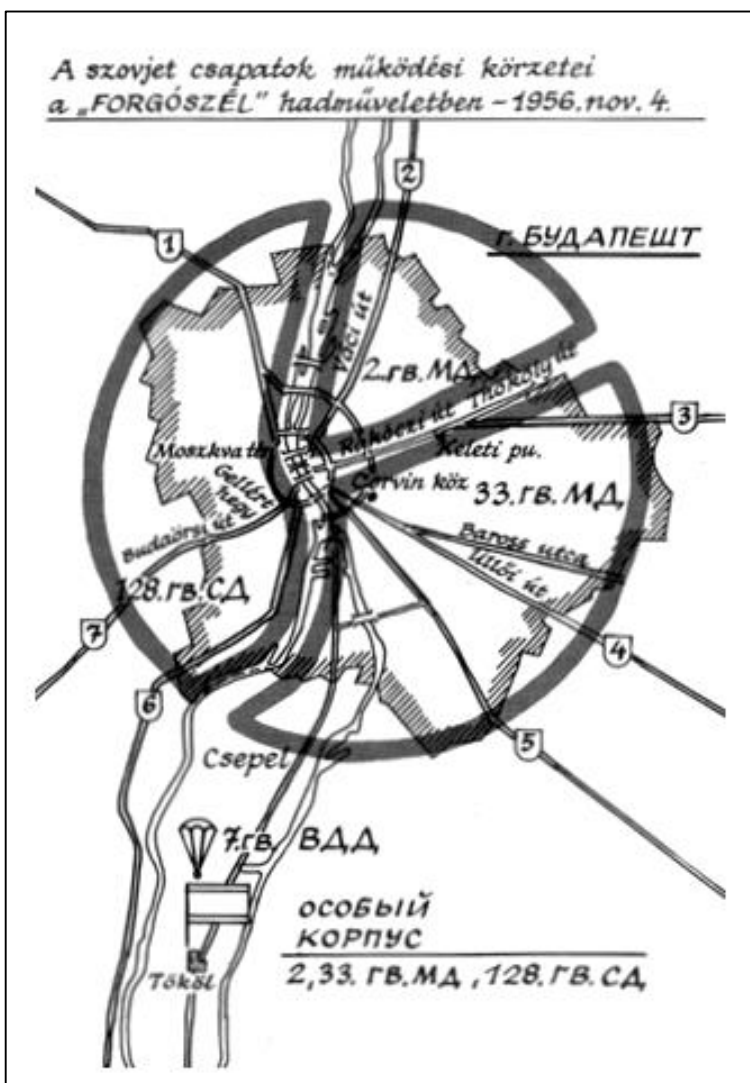 A szovjet csapatok működési körzetei
a „FORGÓSZÉL” hadműveletben – 1956. nov. 4.
2
г. БУДАПЕШТ
1
Váci út
2. гв. МД
Rákóczi út Thököly út
3
Moszkva tér
Keleti pu.
Gellért
hegy
Corvin köz
33. гв. МД
Budaörsi út
Baross utca
Üllői út
128. гв. СД
7
4
6
5
Csepel
7. гв. ВДД
ОСОБЫЙ
КОРПУС
Tököl
2, 33. ГВ. МД, 128. ГВ. СД